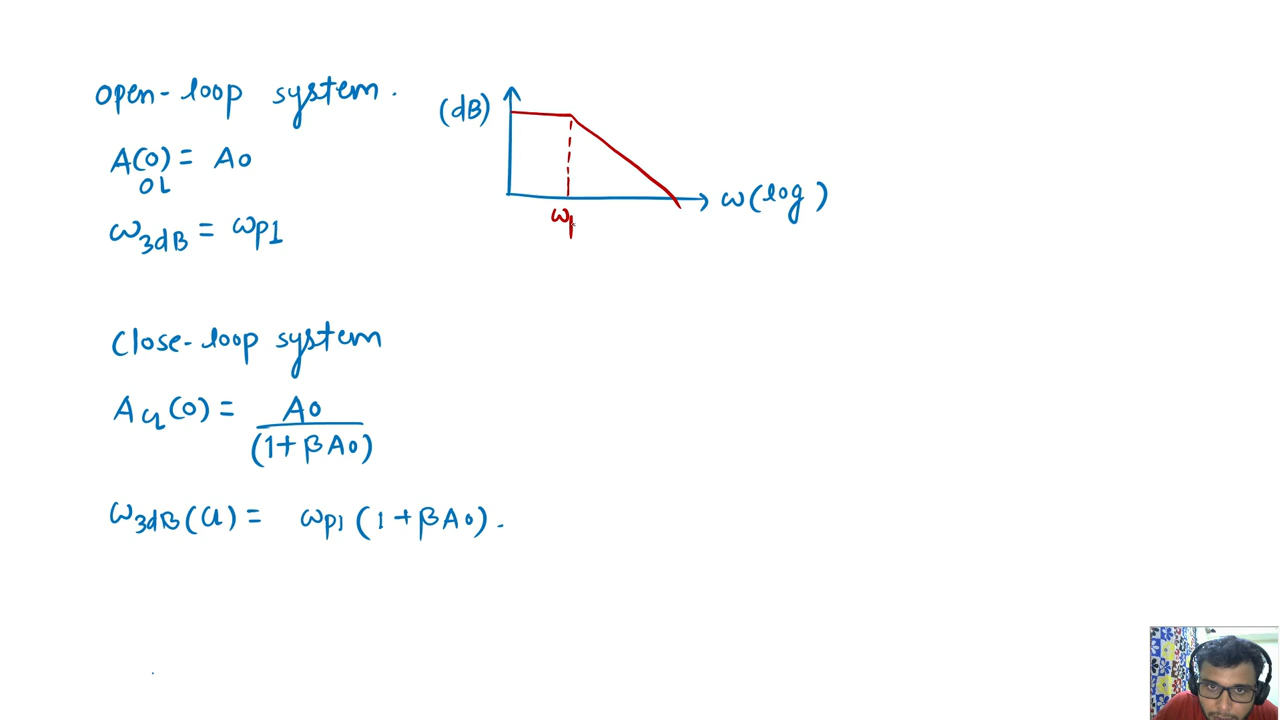 open-loop system.
(dB)
A(0) = A0
OL
ω(log)
ωp
ω3dB = ωp1
Close-loop system
ACL(0) = A0
(1+βA0)
ω3dB(CL) = ωp1(1+βA0).